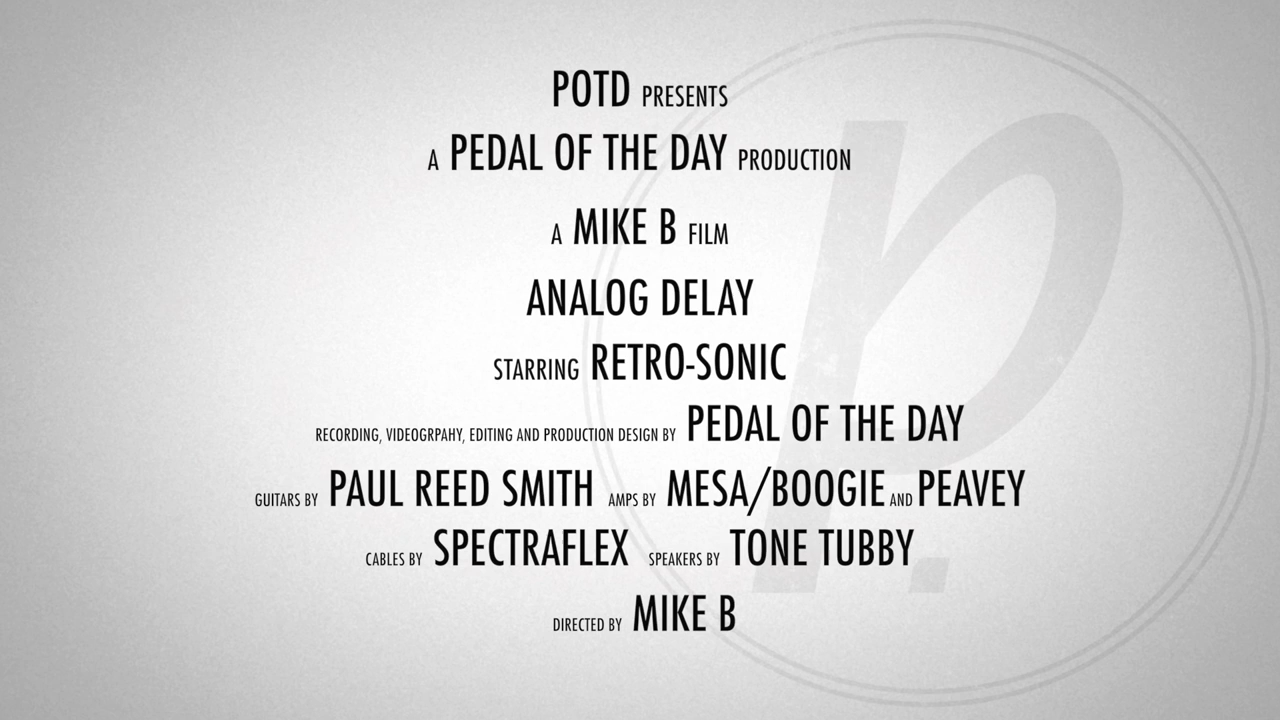 POTD PRESENTS
A PEDAL OF THE DAY PRODUCTION
A MIKE B FILM
ANALOG DELAY
STARRING RETRO-SONIC
RECORDING, VIDEOGRPAHY, EDITING AND PRODUCTION DESIGN BY PEDAL OF THE DAY
GUITARS BY PAUL REED SMITH AMPS BY MESA/BOOGIE AND PEAVEY
CABLES BY SPECTRAFLEX SPEAKERS BY TONE TUBBY
DIRECTED BY MIKE B
p.